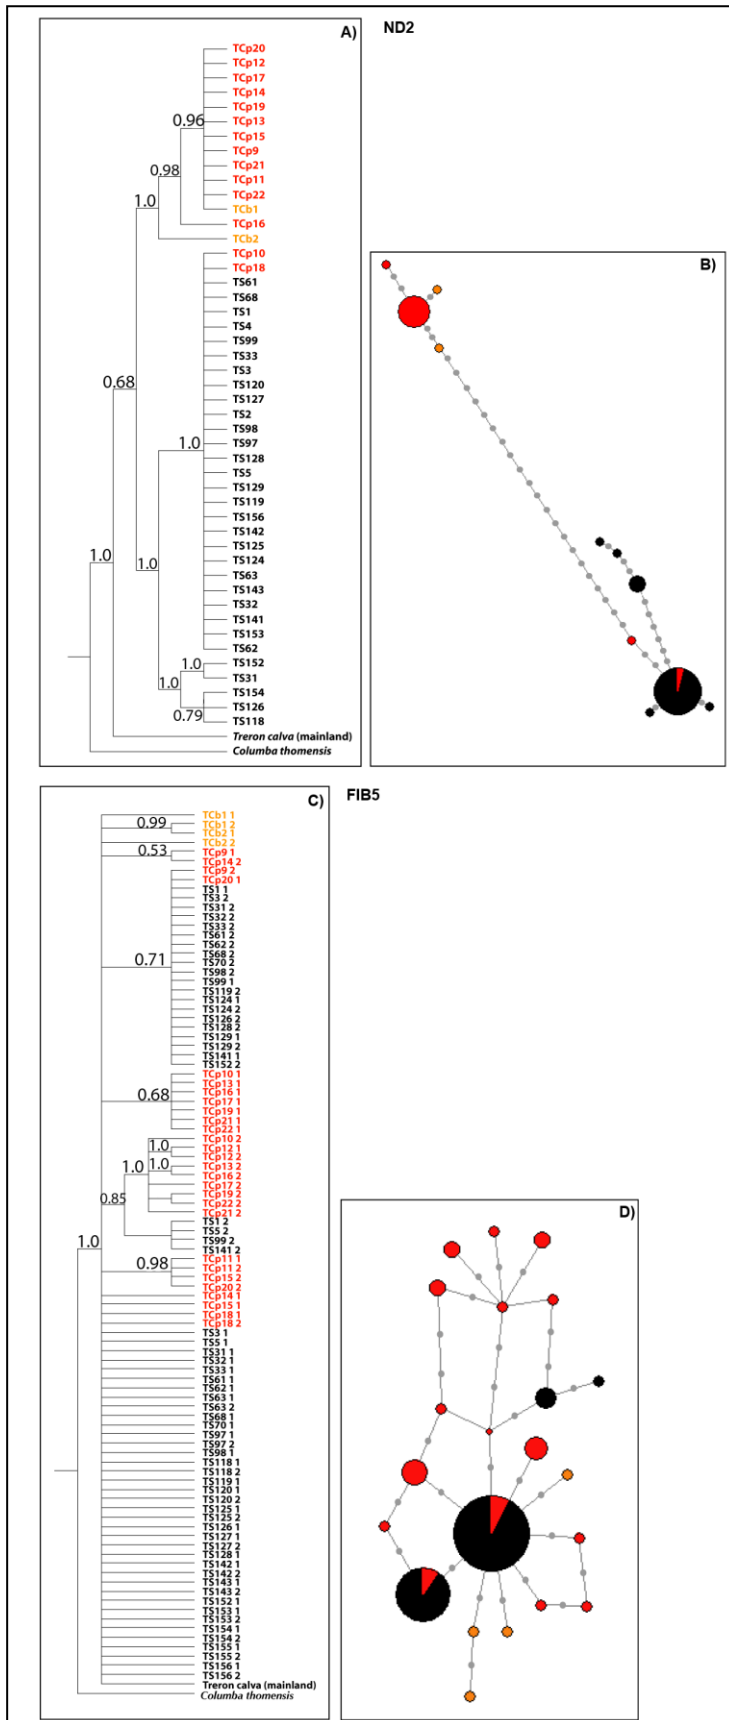 A)
ND2
TCp20
TCp12
TCp17
TCp14
TCp19
0.96
TCp13
TCp15
TCp9
0.98
TCp21
TCp11
TCp22
1.0
TCb1
TCp16
TCb2
TCp10
TCp18
TS61
TS68
TS1
TS4
TS99
TS33
TS3
0.68
TS120
TS127
TS2
TS98
1.0
TS97
TS128
TS5
TS129
TS119
TS156
TS142
TS125
1.0
1.0
TS124
TS63
TS143
TS32
TS141
TS153
TS62
1.0
TS152
1.0
TS31
TS154
TS126
0.79
TS118
Treron calva (mainland)
Columba thomensis
B)
C)
FIB5
TCb1 1
0.99
TCb1 2
TCb2 1
TCb2 2
0.53
TCp9 1
TCp14 2
TCp9 2
TCp20 1
TS1 1
TS3 2
TS31 2
TS32 2
TS33 2
TS61 2
TS62 2
TS68 2
0.71
TS70 2
TS98 2
TS99 1
TS119 2
TS124 1
TS124 2
TS126 2
TS128 2
TS129 1
TS129 2
TS141 1
TS152 2
TCp10 1
TCp13 1
0.68
TCp16 1
TCp17 1
TCp19 1
TCp21 1
TCp22 1
TCp10 2
1.0
TCp12 1
TCp12 2
1.0
1.0
TCp13 2
TCp16 2
TCp17 2
0.85
TCp19 2
TCp22 2
TCp21 2
TS1 2
TS5 2
1.0
TS99 2
TS141 2
0.98
TCp11 1
TCp11 2
TCp15 2
TCp20 2
TCp14 1
TCp15 1
TCp18 1
TCp18 2
TS3 1
TS5 1
TS31 1
TS32 1
TS33 1
TS61 1
TS62 1
TS63 1
TS63 2
TS68 1
TS70 1
TS97 1
TS97 2
TS98 1
TS118 1
TS118 2
TS119 1
TS120 1
TS120 2
TS125 1
TS125 2
TS126 1
TS127 1
TS127 2
TS128 1
TS142 1
TS142 2
TS143 1
TS143 2
TS152 1
TS153 1
TS153 2
TS154 1
TS154 2
TS155 1
TS155 2
TS156 1
TS156 2
Treron calva (mainland)
Columba thomensis
D)